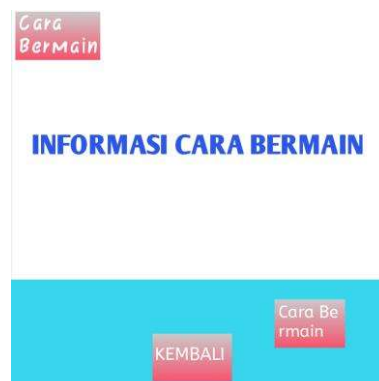 Cara
Bermain
INFORMASI CARA BERMAIN
Cara Be
rmain
KEMBALI